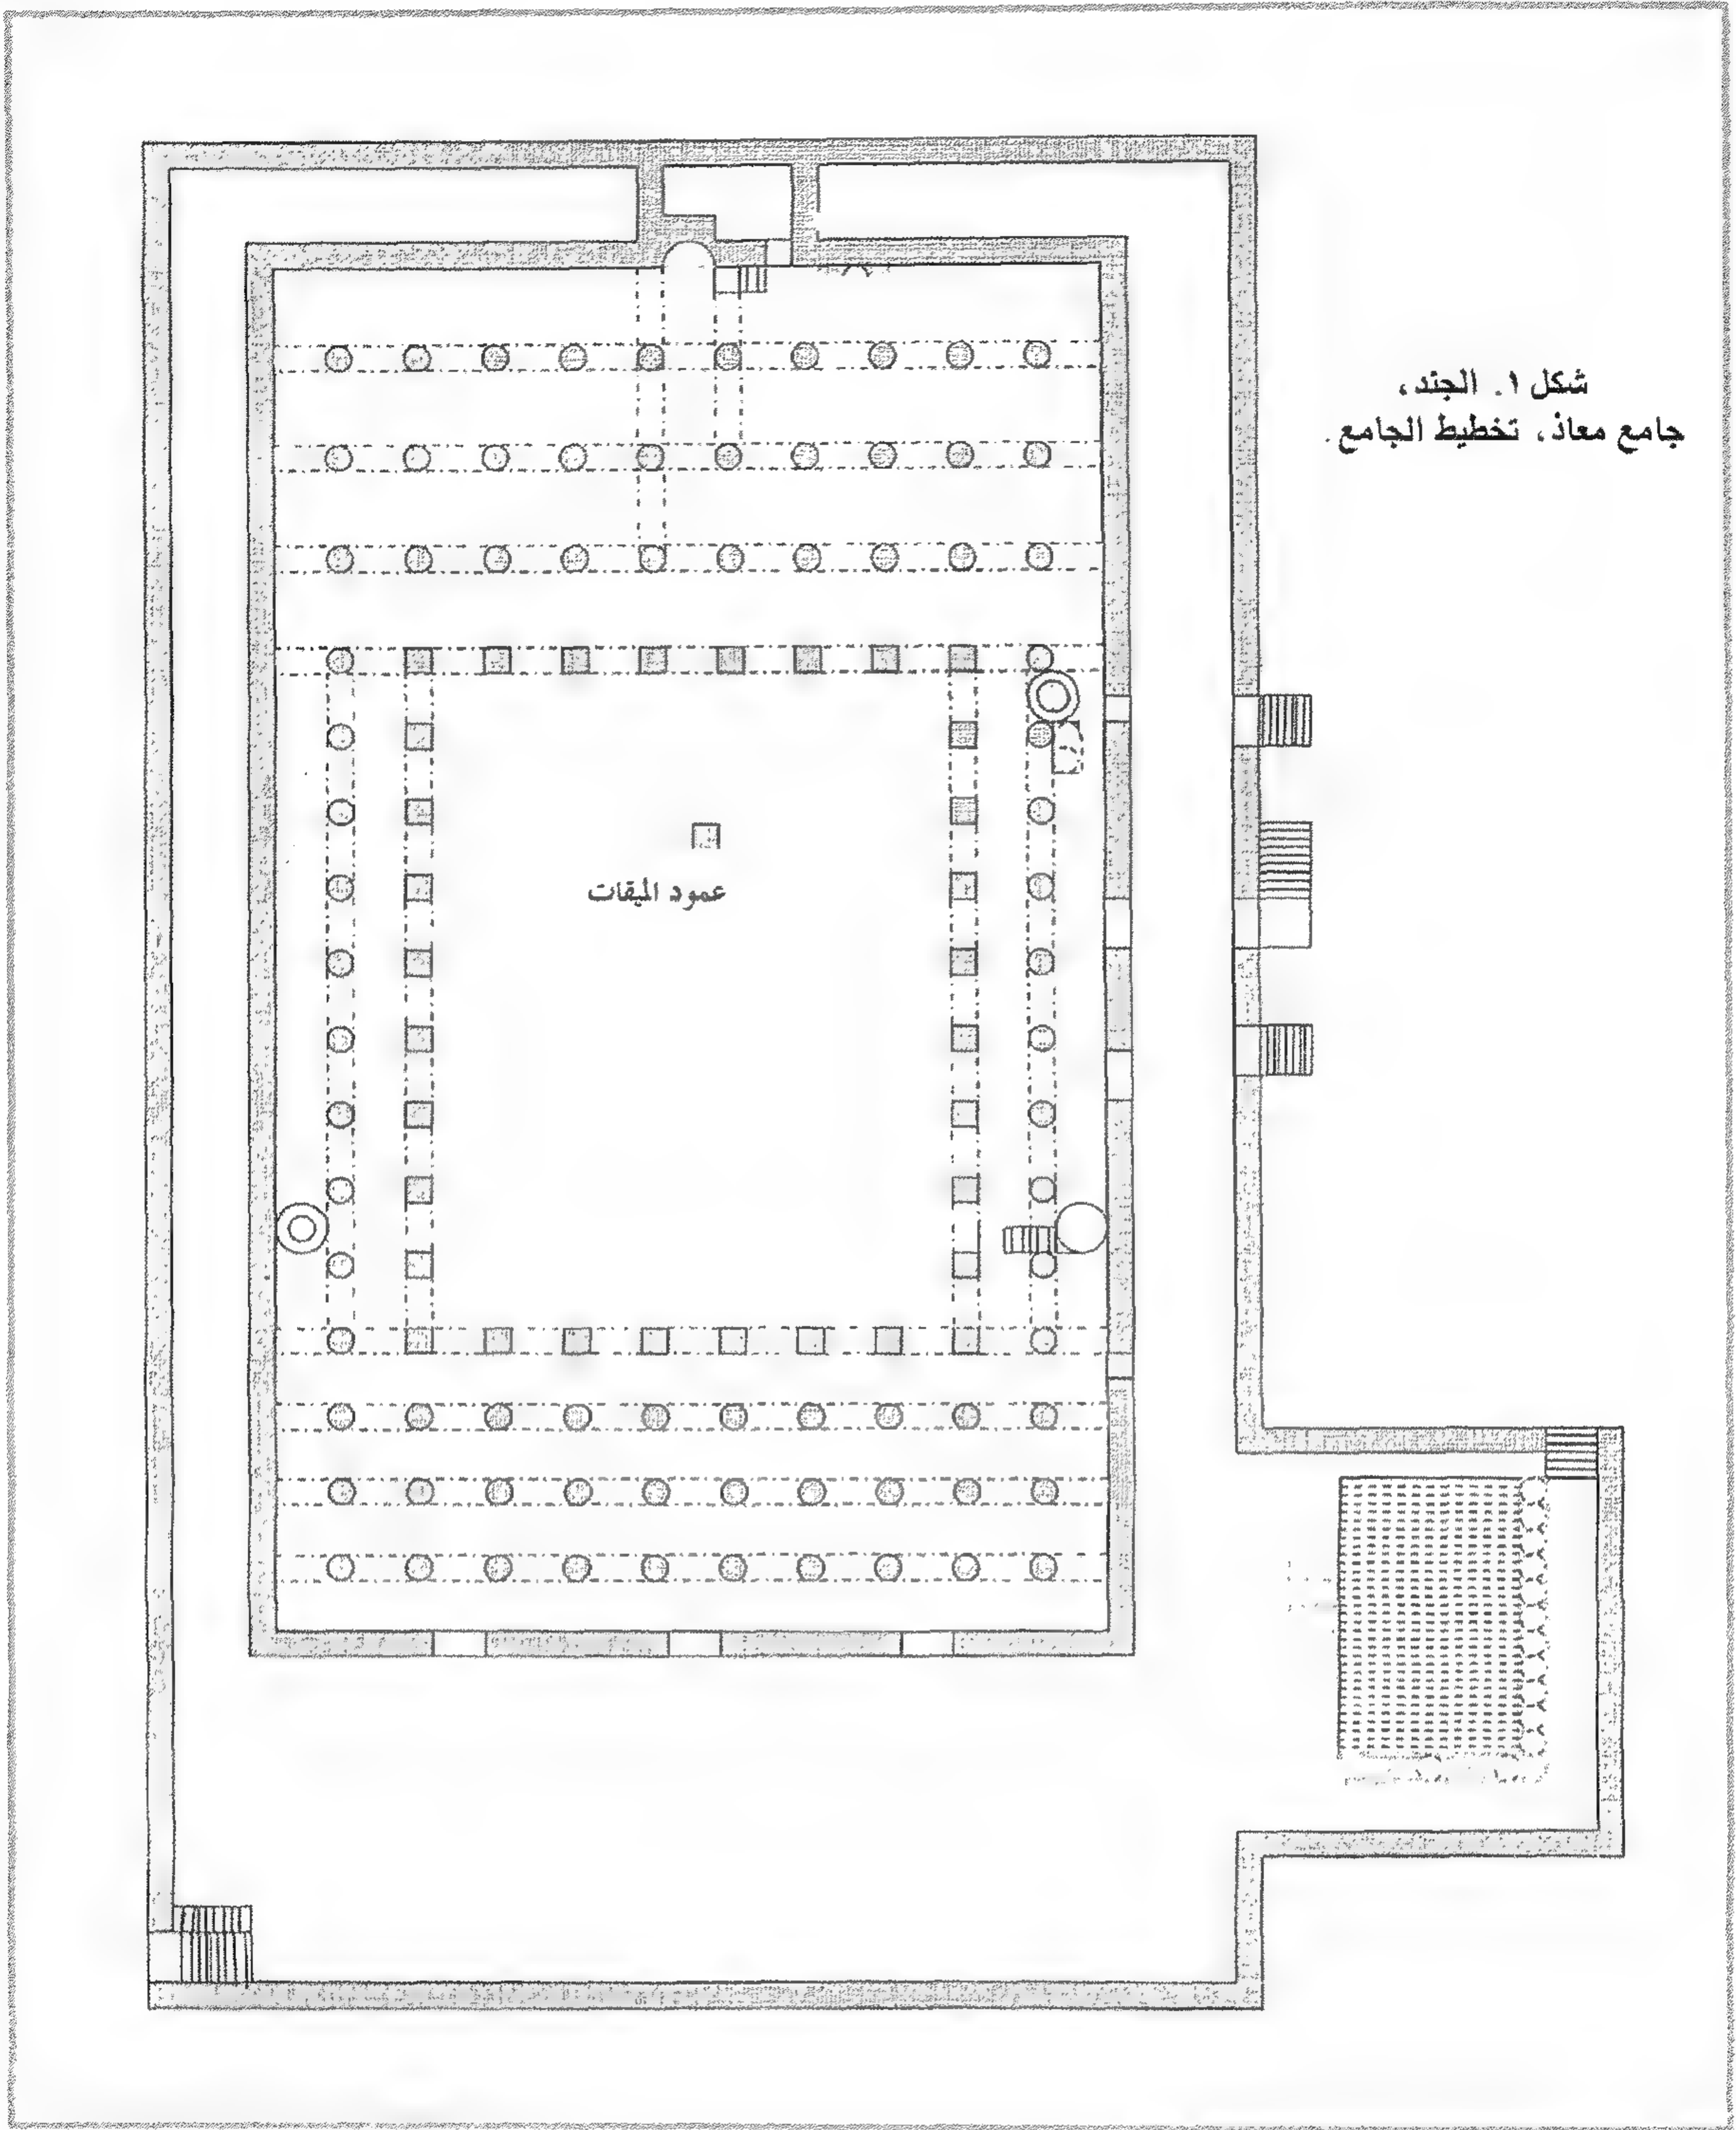 شكل ١. الجند،
جامع معاذ، تخطيط الجامع.
عمود الميقات